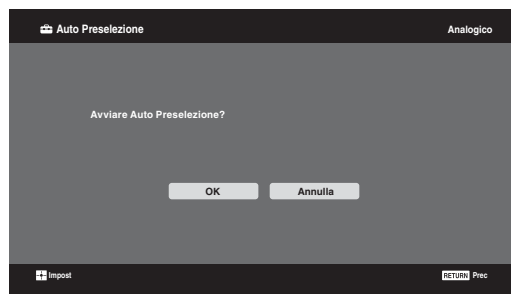 Auto Preselezione Analogico
Avviare Auto Preselezione?
OK Annulla
Impost RETURN Prec